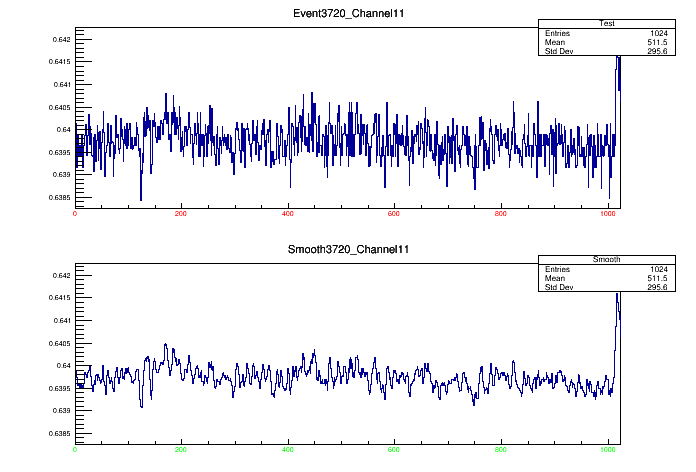 Event3720_Channel11
Test
Entries 1024
Mean 511.5
Std Dev 295.6
0.642
0.6415
0.641
0.6405
0.64
0.6395
0.639
0.6385
0 200 400 600 800 1000
Smooth3720_Channel11
Smooth
Entries 1024
Mean 511.5
Std Dev 295.6
0.642
0.6415
0.641
0.6405
0.64
0.6395
0.639
0.6385
0 200 400 600 800 1000